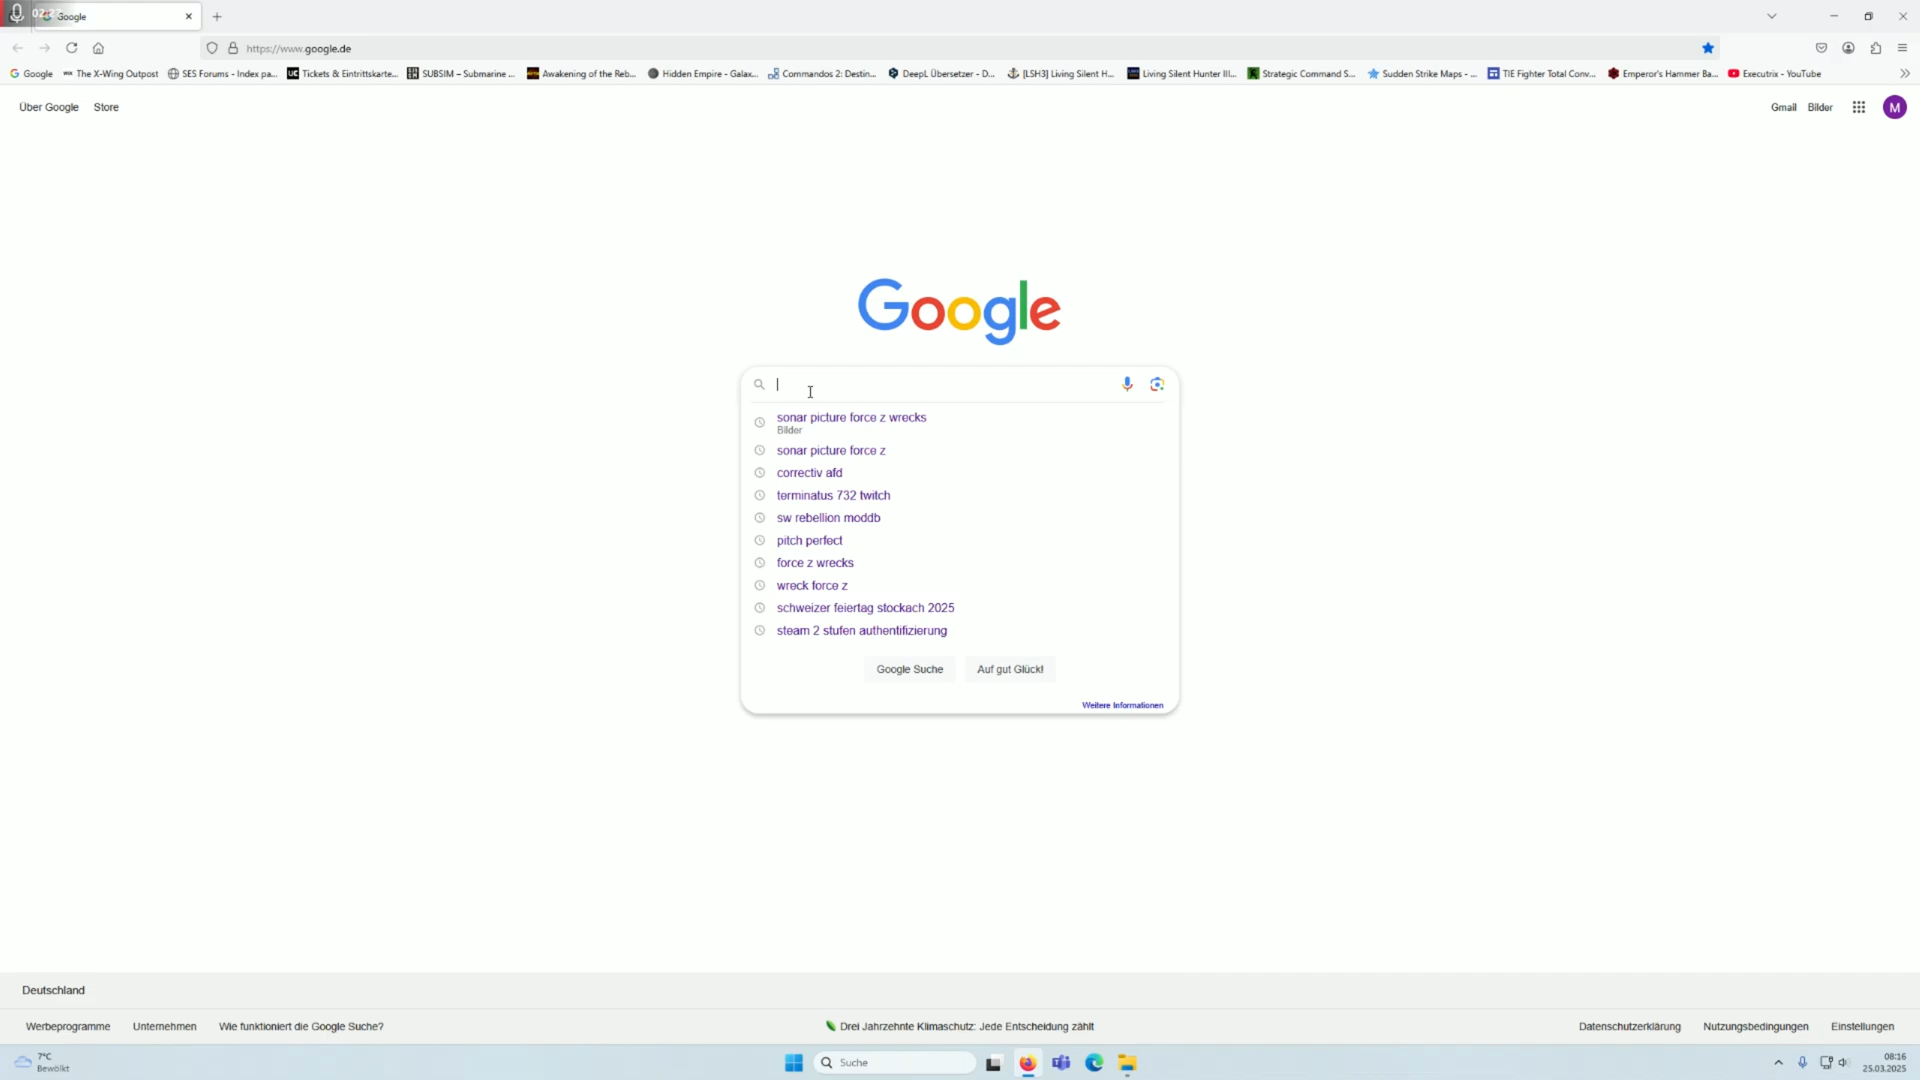 Google
https://www.google.de
Google
The X-Wing Outpost
SES Forums - Index pa...
Tickets & Eintrittskarte...
SUBSIM – Submarine ...
Awakening of the Reb...
Hidden Empire - Galax...
Commandos 2: Destin...
DeepL Übersetzer - D...
[LSH3] Living Silent H...
Living Silent Hunter III...
Strategic Command S...
Sudden Strike Maps - ...
TIE Fighter Total Conv...
Emperor's Hammer Ba...
Executrix - YouTube
Über Google Store
Gmail Bilder
M
Google
sonar picture force z wrecks
Bilder
sonar picture force z
correctiv afd
terminatus 732 twitch
sw rebellion moddb
pitch perfect
force z wrecks
wreck force z
schweizer feiertag stockach 2025
steam 2 stufen authentifizierung
Google Suche Auf gut Glück!
Weitere Informationen
Deutschland
Werbeprogramme Unternehmen Wie funktioniert die Google Suche?
Drei Jahrzehnte Klimaschutz: Jede Entscheidung zählt
Datenschutzerklärung Nutzungsbedingungen Einstellungen
7°C
Bewölkt
Suche
08:16
25.03.2025